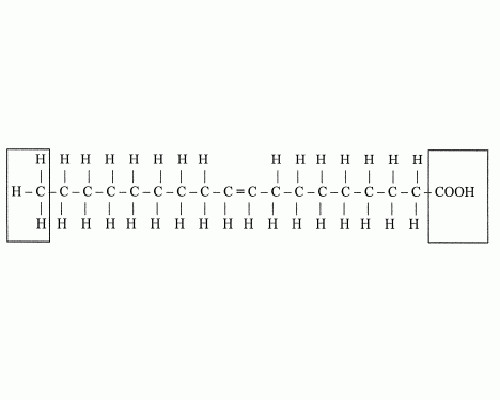 H H H H H H H H H H H H H H H
H – C – C – C – C – C – C – C – C – C = C – C – C – C – C – C – C – C – COOH
H H H H H H H H H H H H H H H H H